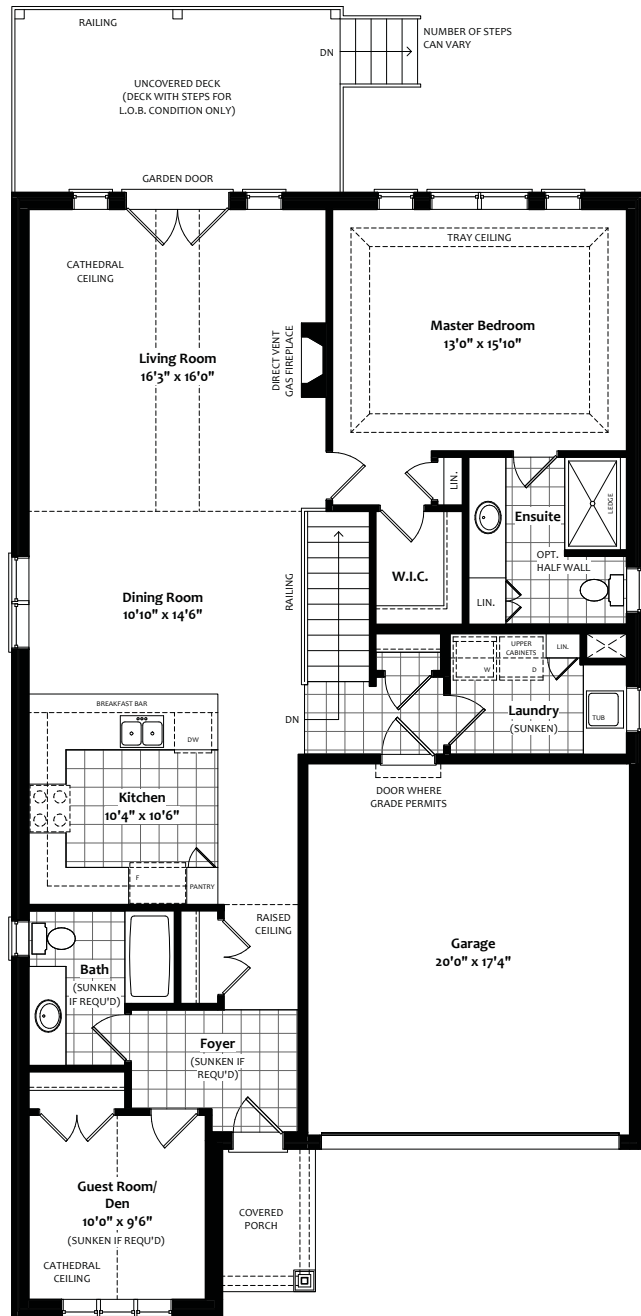 RAILING
NUMBER OF STEPS
CAN VARY
DN
UNCOVERED DECK
(DECK WITH STEPS FOR
L.O.B. CONDITION ONLY)
GARDEN DOOR
CATHEDRAL
CEILING
TRAY CEILING
Living Room
16'3" x 16'0"
DIRECT VENT
GAS FIREPLACE
Master Bedroom
13'0" x 15'10"
LIN.
Ensuite
LEDGE
OPT.
HALF WALL
W.I.C.
LIN.
Dining Room
10'10" x 14'6"
RAILING
DN
W
UPPER
CABINETS
D
LIN.
Laundry
(SUNKEN)
TUB
BREAKFAST BAR
DW
Kitchen
10'4" x 10'6"
F
PANTRY
DOOR WHERE
GRADE PERMITS
RAISED
CEILING
Garage
20'0" x 17'4"
Bath
(SUNKEN
IF REQU'D)
Foyer
(SUNKEN IF
REQU'D)
Guest Room/
Den
10'0" x 9'6"
(SUNKEN IF REQU'D)
CATHEDRAL
CEILING
COVERED
PORCH